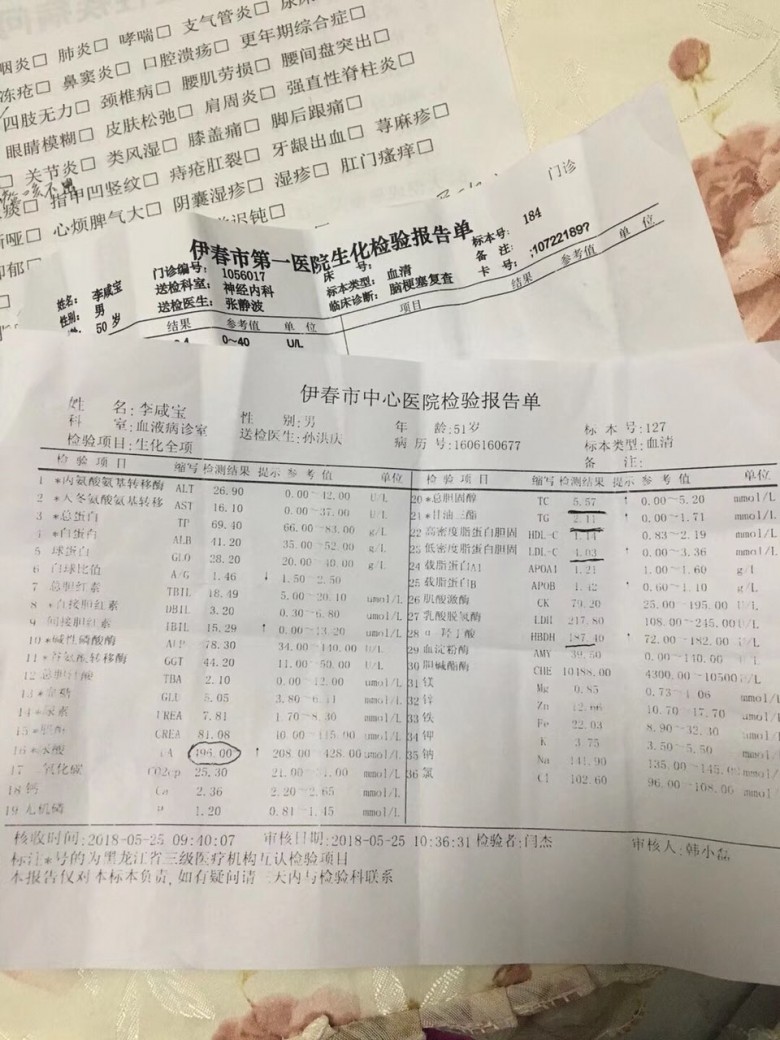 咽炎□ 肺炎□ 哮喘□ 支气管炎□
冻疮□ 鼻窦炎□ 口腔溃疡□ 更年期综合症□
四肢无力□ 颈椎病□ 腰肌劳损□ 腰间盘突出□
眼睛模糊□ 皮肤松弛□ 肩周炎□ 强直性脊柱炎□
□ 关节炎□ 类风湿□ 膝盖痛□ 脚后跟痛□
痰□ 指甲凹竖纹□ 痔疮肛裂□ 牙龈出血□ 荨麻疹□
哑□ 心烦脾气大□ 阴囊湿疹□ 湿疹□ 肛门瘙痒□
抑郁 迟钝□
门诊
伊春市第一医院生化检验报告单
姓名: 李咸宝 门诊编号: 1056017 床 号: 标本号: 184
性别: 男 送检科室: 神经内科 标本类型: 血清 备 注:
50 岁 送检医生: 张静波 临床诊断: 脑梗塞复查 卡 号: ;10722189?
结果 参考值 单 位 项目 结果 参考值 单 位
0~40 U/L
伊春市中心医院检验报告单
姓 名:李咸宝 性 别:男 年 龄:51岁 标 本 号:127
科 室:血液病诊室 送检医生:孙洪庆 病 历 号:1606160677 标本类型:血清
检验项目:生化全项 备 注:
检 验 项 目 缩写 检测结果 提示 参 考 值 单位 检 验 项 目 缩写 检测结果 提示 参 考 值 单位
1 *丙氨酸氨基转移酶 ALT 26.90 0.00~42.00 U/L 20 *总胆固醇 TC 5.57 ↑ 0.00~5.20 mmol/L
2 *天冬氨酸氨基转移 AST 16.10 0.00~37.00 U/L 21 *甘油三酯 TG 2.11 ↑ 0.00~1.71 mmol/L
3 *总蛋白 TP 69.40 66.00~83.00 g/L 22 高密度脂蛋白胆固 HDL-C 1.14 0.83~2.19 mmol/L
4 *白蛋白 ALB 41.20 35.00~52.00 g/L 23 低密度脂蛋白胆固 LDL-C 4.03 ↑ 0.00~3.36 mmol/L
5 球蛋白 GLO 28.20 20.00~40.00 g/L 24 载脂蛋白A1 APOA1 1.21 1.00~1.60 g/L
6 白球比值 A/G 1.46 ↓ 1.50~2.50 25 载脂蛋白B APOB 1.12 ↑ 0.60~1.10 g/L
7 总胆红素 TBIL 18.49 5.00~20.10 umol/L 26 肌酸激酶 CK 79.20 25.00~195.00 U/L
8 *直接胆红素 DBIL 3.20 0.30~6.80 umol/L 27 乳酸脱氢酶 LDH 217.80 108.00~245.00 U/L
9 间接胆红素 IBIL 15.29 ↑ 0.00~13.20 umol/L 28 α-羟丁酸 HBDH 187.40 ↑ 72.00~182.00 U/L
10 *碱性磷酸酶 ALP 78.30 34.00~140.00 U/L 29 血淀粉酶 AMY 39.50 0.00~140.00 U/L
11 *谷氨酰转移酶 GGT 44.20 11.00~50.00 U/L 30 胆碱酯酶 CHE 10188.00 4300.00~10500 U/L
12 总胆汁酸 TBA 2.10 0.00~12.00 umol/L 31 镁 Mg 0.85 0.73~1.06 mmol/L
13 *血糖 GLU 5.05 3.80~6.11 mmol/L 32 锌 Zn 12.66 10.70~17.70 umol/L
14 *尿素 UREA 7.81 1.70~8.30 mmol/L 33 铁 Fe 22.03 8.90~32.30 umol/L
15 *肌酐 CREA 81.08 40.00~115.00 umol/L 34 钾 K 3.75 3.50~5.50 mmol/L
16 *尿酸 UA 496.00 ↑ 208.00~428.00 umol/L 35 钠 Na 141.90 135.00~145.00 mmol/L
17 二氧化碳 CO2cp 25.30 21.00~31.00 mmol/L 36 氯 Cl 102.60 96.00~108.00 mmol/L
18 钙 Ca 2.36 2.20~2.65 mmol/L
19 无机磷 P 1.20 0.81~1.45 mmol/L
核收时间:2018-05-25 09:40:07 审核日期:2018-05-25 10:36:31 检验者:闫杰 审核人:韩小磊
标注*号的为黑龙江省三级医疗机构互认检验项目
本报告仅对本标本负责,如有疑问请三天内与检验科联系